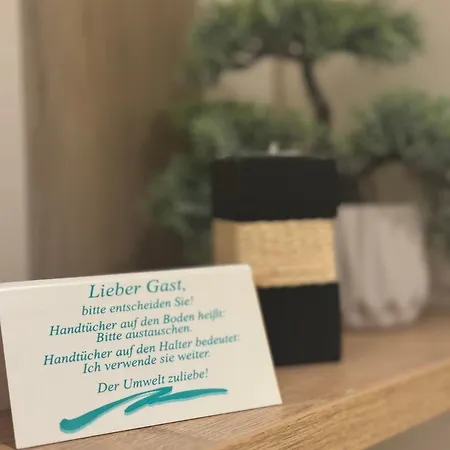 Lieber Gast,
bitte entscheiden Sie!
Handtücher auf den Boden heißt:
Bitte austauschen.
Handtücher auf den Halter bedeutet:
Ich verwende sie weiter.
Der Umwelt zuliebe!